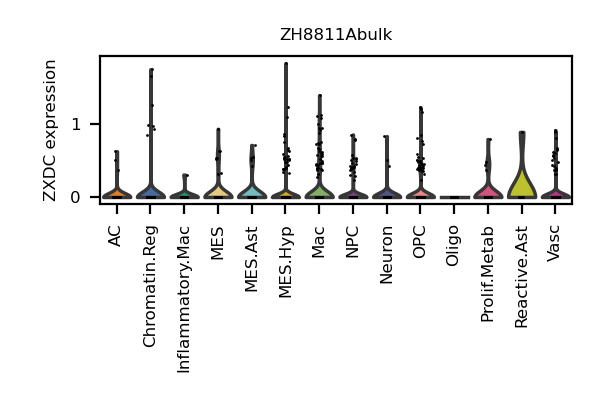 ZH8811Abulk
ZXDC expression
1
0
AC
Chromatin.Reg
Inflammatory.Mac
MES
MES.Ast
MES.Hyp
Mac
NPC
Neuron
OPC
Oligo
Prolif.Metab
Reactive.Ast
Vasc